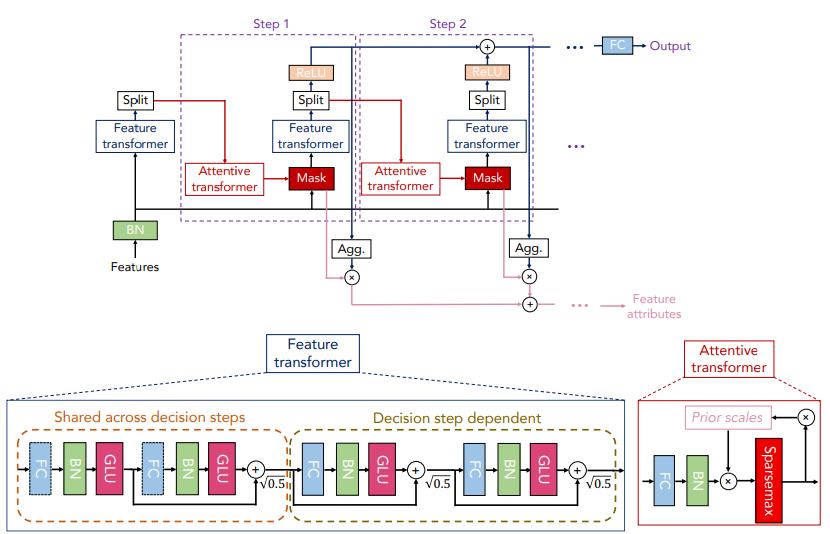 Step 1
Step 2
FC
Output
ReLU
ReLU
Split
Split
Split
Feature
transformer
Feature
transformer
Feature
transformer
Attentive
transformer
Mask
Attentive
transformer
Mask
BN
Features
Agg.
Agg.
Feature
attributes
Feature
transformer
Attentive
transformer
Shared across decision steps
Decision step dependent
FC
BN
GLU
FC
BN
GLU
√0.5
FC
BN
GLU
√0.5
FC
BN
GLU
√0.5
Prior scales
FC
BN
Sparsemax